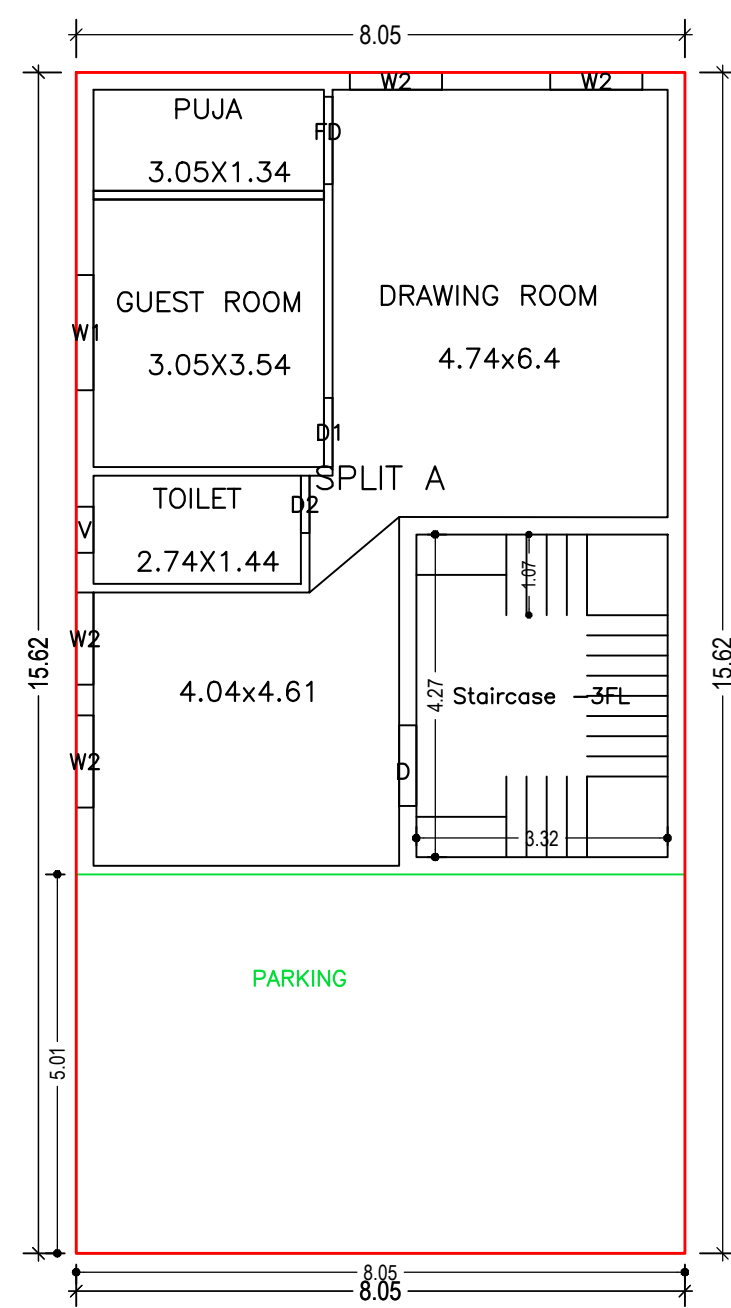 8.05
W2
W2
PUJA
FD
3.05X1.34
GUEST ROOM
DRAWING ROOM
W1
3.05X3.54
4.74x6.4
D1
SPLIT A
TOILET
D2
V
2.74X1.44
1.07
W2
15.62
15.62
4.04x4.61
4.27
Staircase -3FL
W2
D
3.32
PARKING
5.01
8.05
8.05